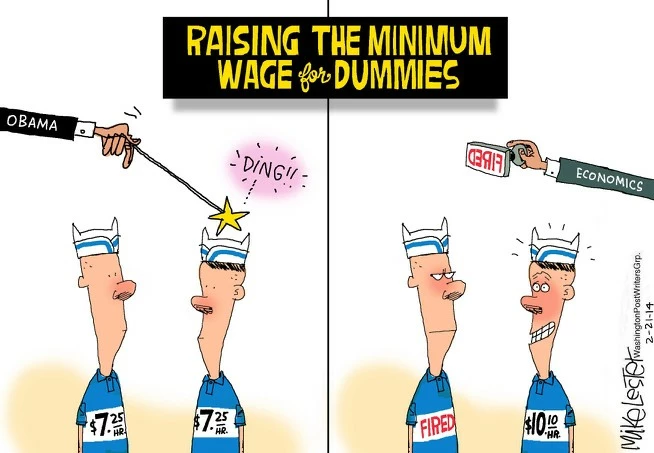 RAISING THE MINIMUM
WAGE for DUMMIES
OBAMA
DING!!
FIRED
ECONOMICS
$7.25
HR.
$7.25
HR.
FIRED
$10.10
HR.
MIKE LESTER
WashingtonPostWritersGrp.
2-21-14